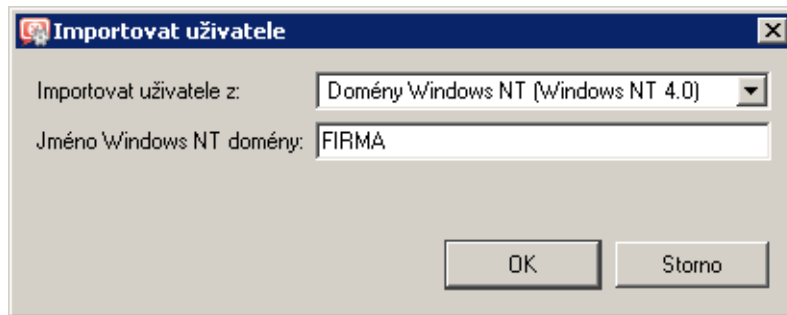 Importovat uživatele
Importovat uživatele z: Domény Windows NT (Windows NT 4.0)
Jméno Windows NT domény: FIRMA
OK Storno